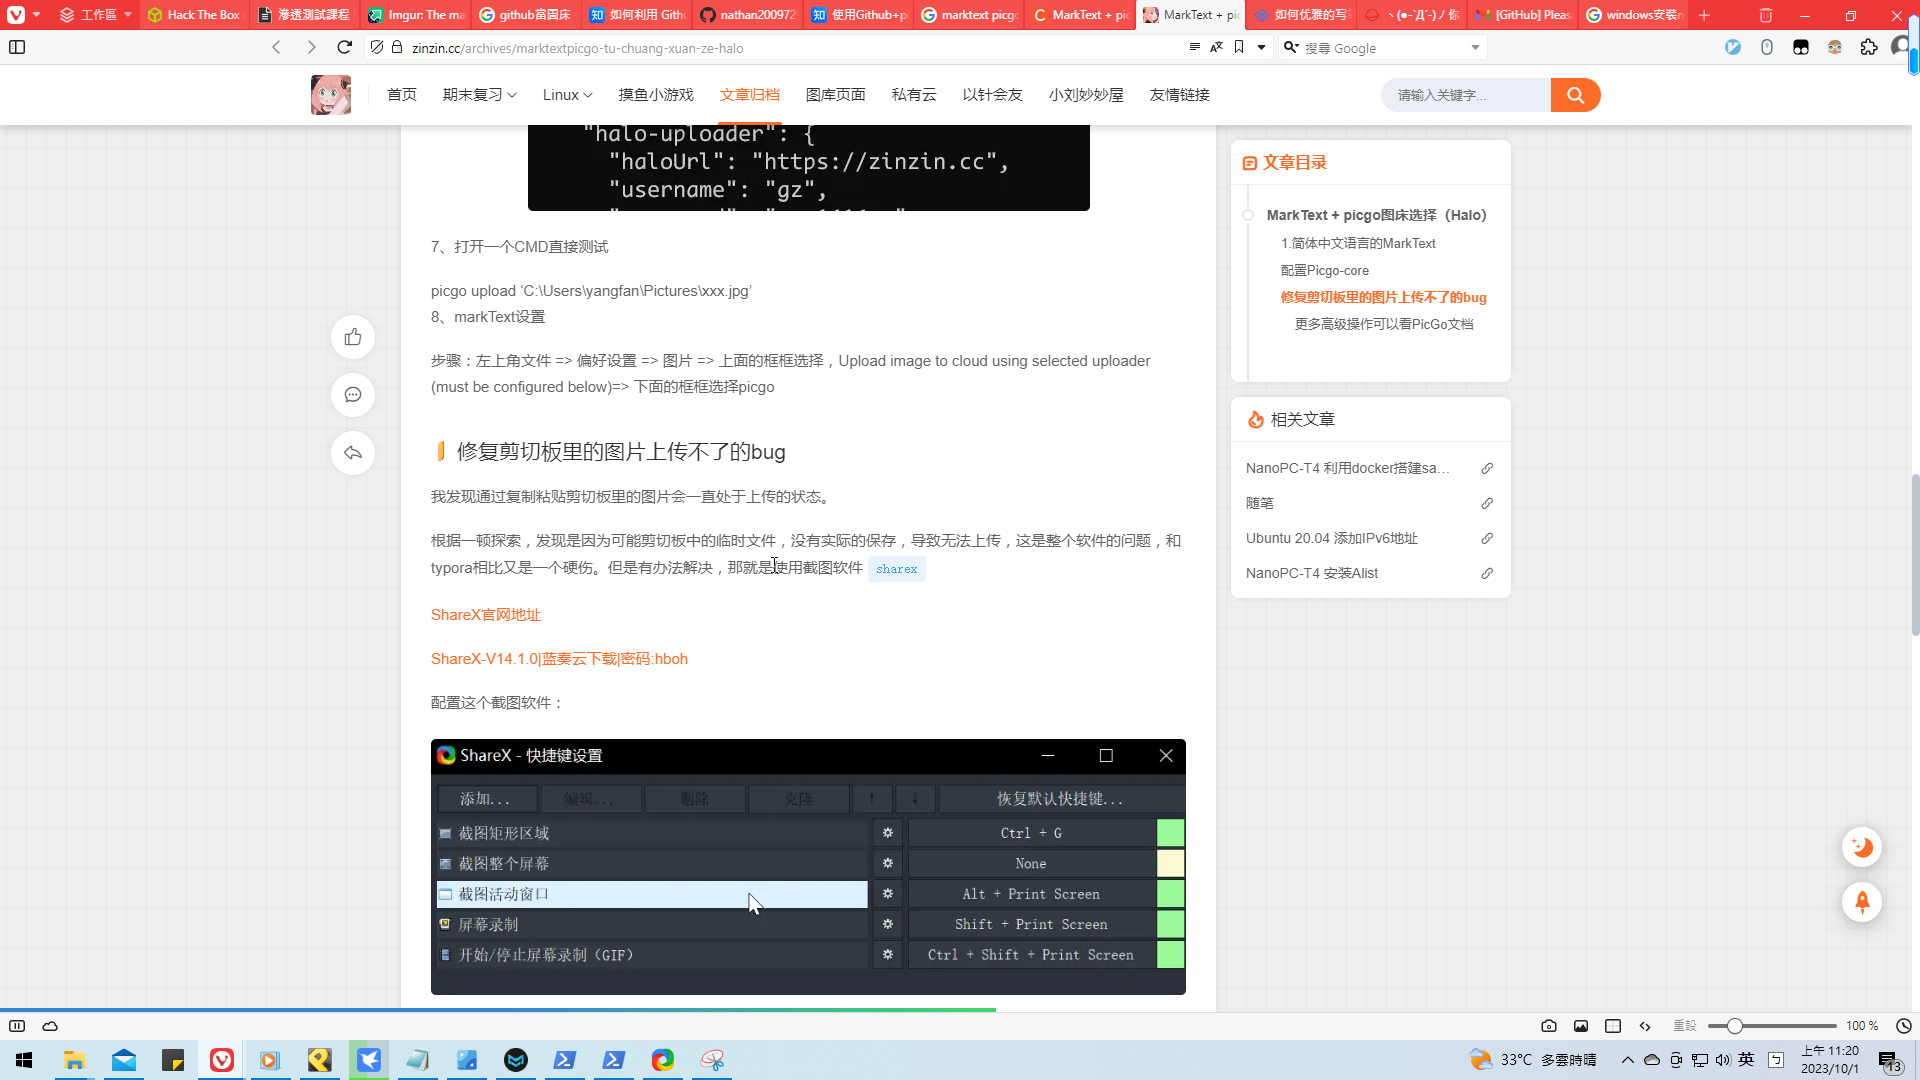 工作區
Hack The Box
滲透測試課程
Imgur: The ma
github當圖床
如何利用 Gith
nathan200972
使用Github+p
marktext picgo
MarkText + pic
MarkText + pic
如何优雅的写
ヽ(●-`Д´-)ノ 你
[GitHub] Pleas
windows安裝n
zinzin.cc/archives/marktextpicgo-tu-chuang-xuan-ze-halo
搜尋 Google
首页
期末复习
Linux
摸鱼小游戏
文章归档
图库页面
私有云
以针会友
小刘妙妙屋
友情链接
请输入关键字...
"halo-uploader": {
"haloUrl": "https://zinzin.cc",
"username": "gz",
7、打开一个CMD直接测试
picgo upload ‘C:\Users\yangfan\Pictures\xxx.jpg’
8、markText设置
步骤：左上角文件 => 偏好设置 => 图片 => 上面的框框选择，Upload image to cloud using selected uploader
(must be configured below)=> 下面的框框选择picgo
修复剪切板里的图片上传不了的bug
我发现通过复制粘贴剪切板里的图片会一直处于上传的状态。
根据一顿探索，发现是因为可能剪切板中的临时文件，没有实际的保存，导致无法上传，这是整个软件的问题，和
typora相比又是一个硬伤。但是有办法解决，那就是使用截图软件 sharex
ShareX官网地址
ShareX-V14.1.0|蓝奏云下载|密码:hboh
配置这个截图软件：
ShareX - 快捷键设置
添加...
编辑...
删除
克隆
↑
↓
恢复默认快捷键...
截图矩形区域
Ctrl + G
截图整个屏幕
None
截图活动窗口
Alt + Print Screen
屏幕录制
Shift + Print Screen
开始/停止屏幕录制（GIF）
Ctrl + Shift + Print Screen
文章目录
MarkText + picgo图床选择（Halo）
1.简体中文语言的MarkText
配置Picgo-core
修复剪切板里的图片上传不了的bug
更多高级操作可以看PicGo文档
相关文章
NanoPC-T4 利用docker搭建sa...
随笔
Ubuntu 20.04 添加IPv6地址
NanoPC-T4 安装Alist
重設
100 %
33°C 多雲時晴
英
上午 11:20
2023/10/1
13